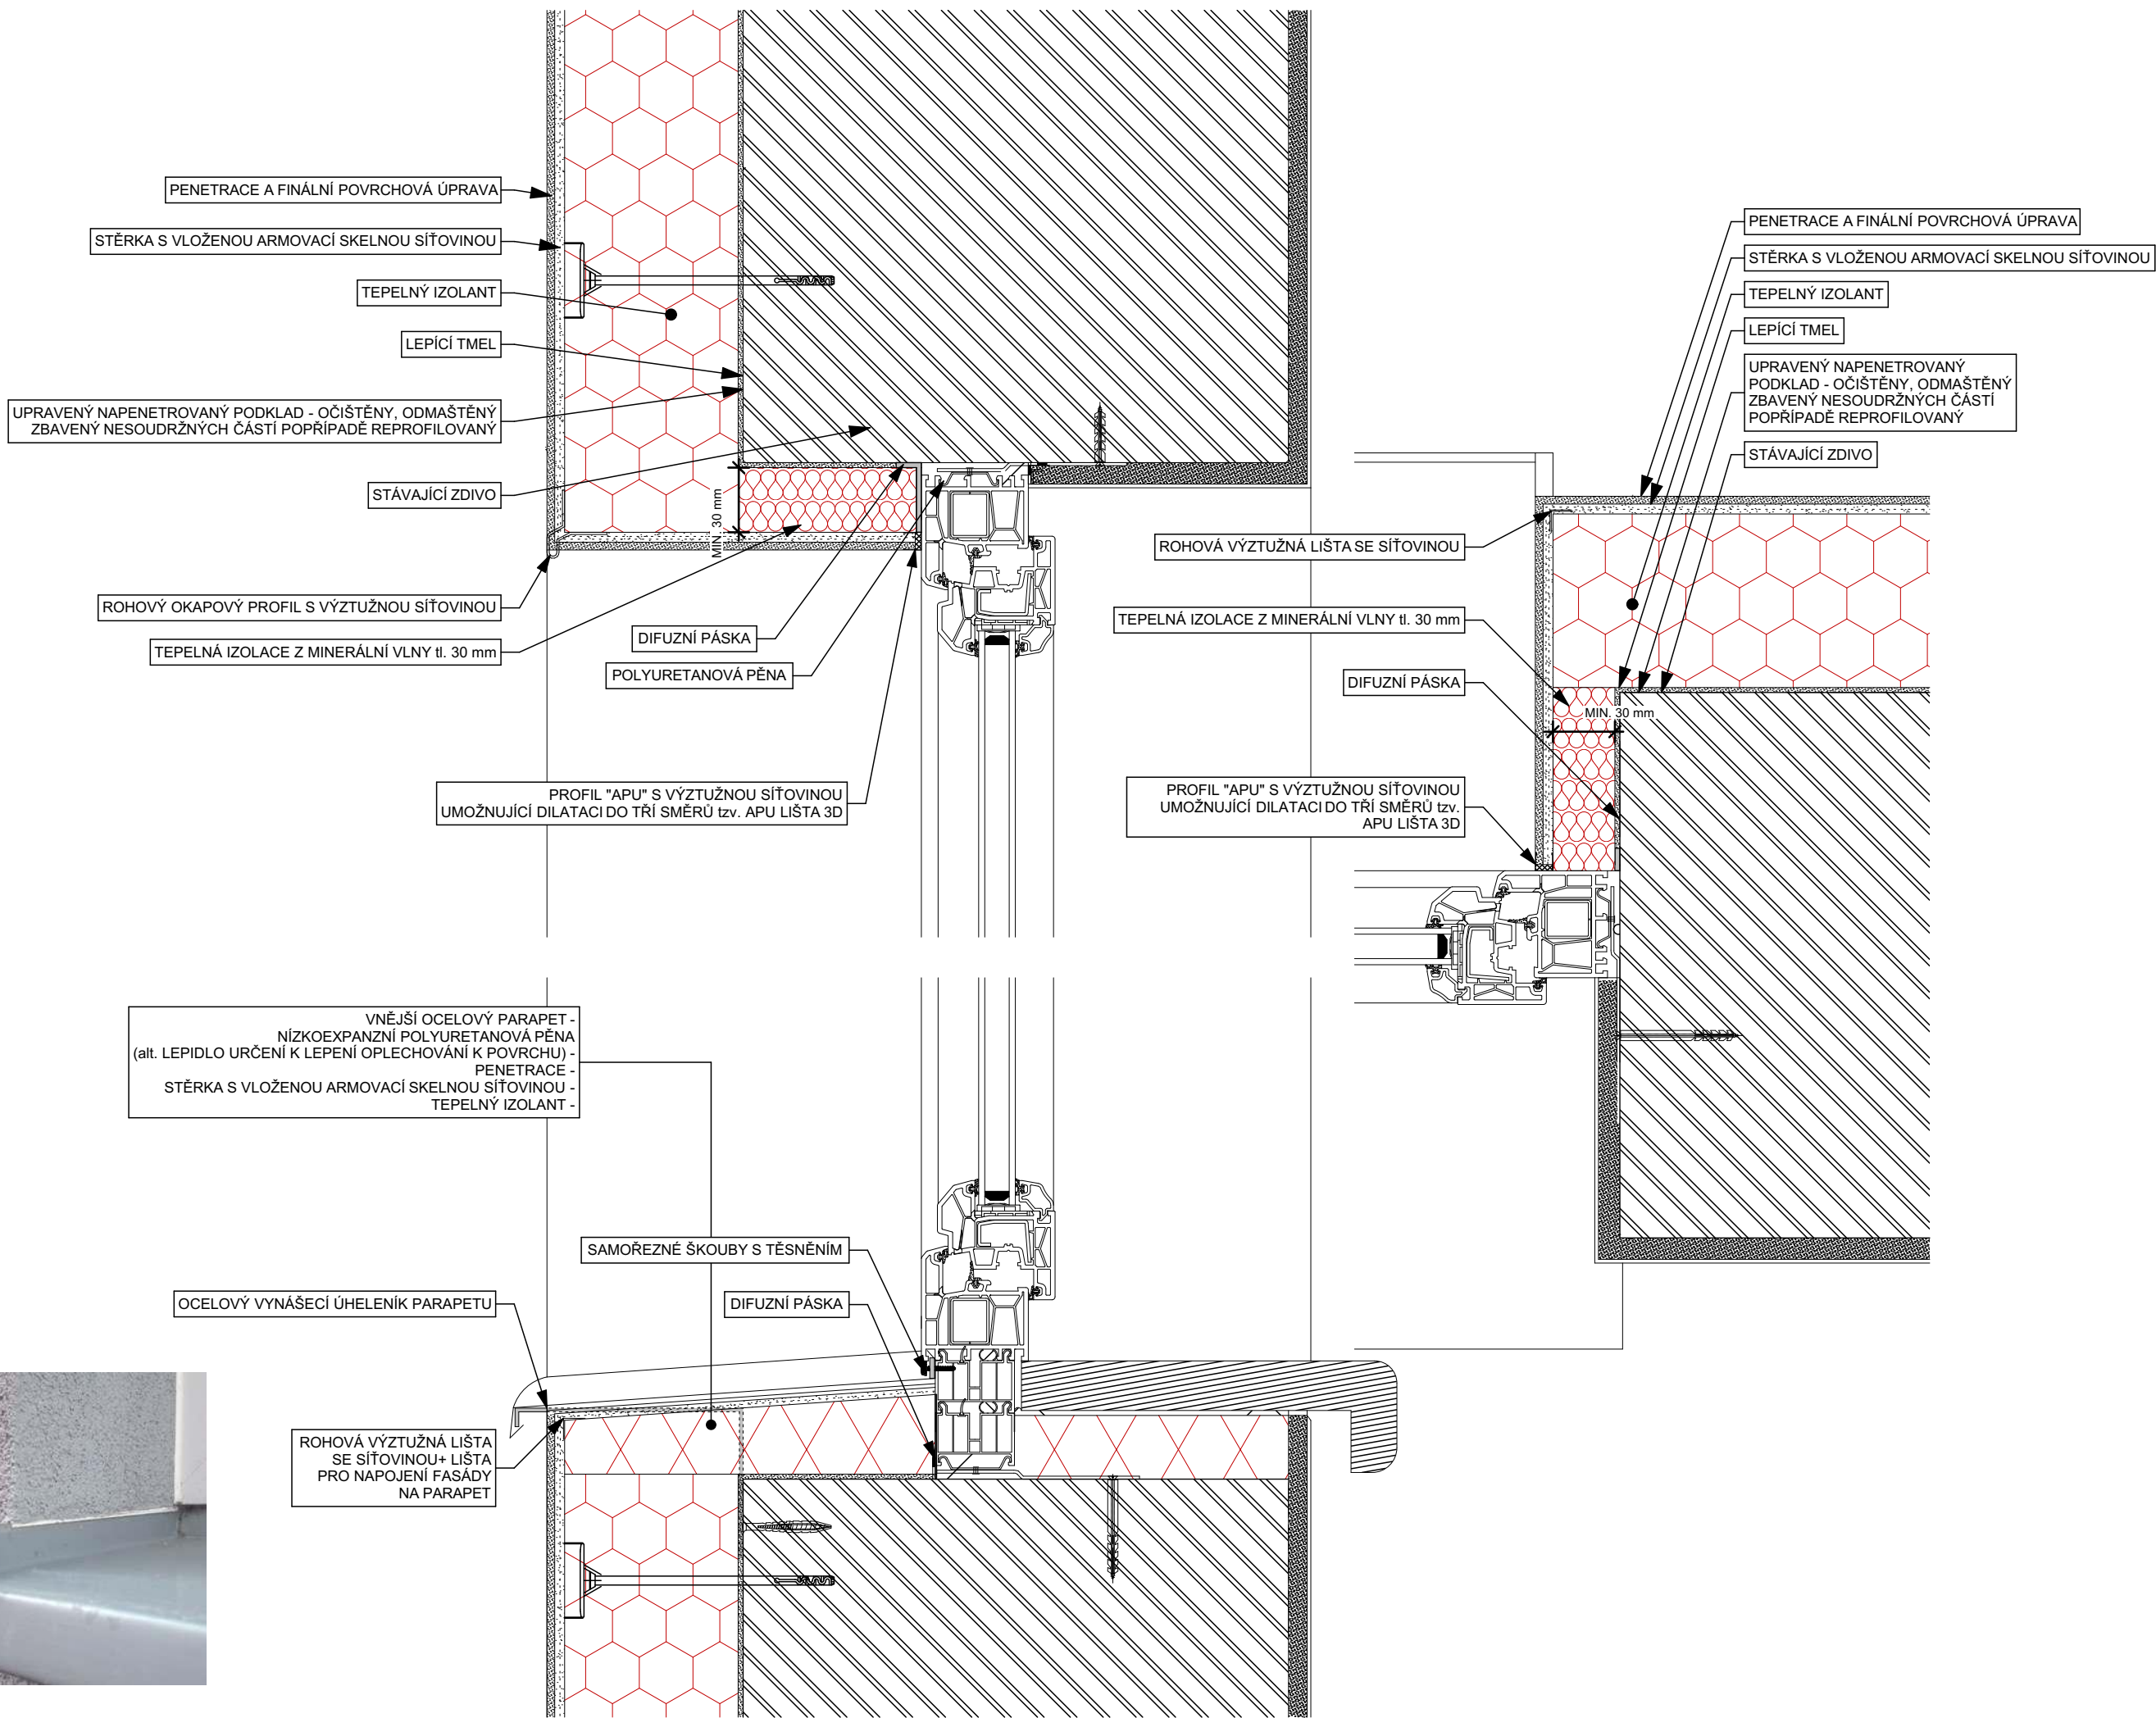 PENETRACE A FINÁLNÍ POVRCHOVÁ ÚPRAVA
STĚRKA S VLOŽENOU ARMOVACÍ SKELNOU SÍŤOVINOU
TEPELNÝ IZOLANT
LEPÍCÍ TMEL
UPRAVENÝ NAPENETROVANÝ PODKLAD - OČIŠTĚNY, ODMAŠTĚNÝ
ZBAVENÝ NESOUDRŽNÝCH ČÁSTÍ POPŘÍPADĚ REPROFILOVANÝ
STÁVAJÍCÍ ZDIVO
MIN. 30 mm
ROHOVÝ OKAPOVÝ PROFIL S VÝZTUŽNOU SÍŤOVINOU
TEPELNÁ IZOLACE Z MINERÁLNÍ VLNY tl. 30 mm
DIFUZNÍ PÁSKA
POLYURETANOVÁ PĚNA
PROFIL "APU" S VÝZTUŽNOU SÍŤOVINOU
UMOŽNUJÍCÍ DILATACI DO TŘÍ SMĚRŮ tzv. APU LIŠTA 3D
PENETRACE A FINÁLNÍ POVRCHOVÁ ÚPRAVA
STĚRKA S VLOŽENOU ARMOVACÍ SKELNOU SÍŤOVINOU
TEPELNÝ IZOLANT
LEPÍCÍ TMEL
UPRAVENÝ NAPENETROVANÝ
PODKLAD - OČIŠTĚNY, ODMAŠTĚNÝ
ZBAVENÝ NESOUDRŽNÝCH ČÁSTÍ
POPŘÍPADĚ REPROFILOVANÝ
STÁVAJÍCÍ ZDIVO
ROHOVÁ VÝZTUŽNÁ LIŠTA SE SÍŤOVINOU
TEPELNÁ IZOLACE Z MINERÁLNÍ VLNY tl. 30 mm
DIFUZNÍ PÁSKA
MIN. 30 mm
PROFIL "APU" S VÝZTUŽNOU SÍŤOVINOU
UMOŽNUJÍCÍ DILATACI DO TŘÍ SMĚRŮ tzv.
APU LIŠTA 3D
VNĚJŠÍ OCELOVÝ PARAPET -
NÍZKOEXPANZNÍ POLYURETANOVÁ PĚNA
(alt. LEPIDLO URČENÍ K LEPENÍ OPLECHOVÁNÍ K POVRCHU) -
PENETRACE -
STĚRKA S VLOŽENOU ARMOVACÍ SKELNOU SÍŤOVINOU -
TEPELNÝ IZOLANT -
SAMOŘEZNÉ ŠKOUBY S TĚSNĚNÍM
OCELOVÝ VYNÁŠECÍ ÚHELENÍK PARAPETU
DIFUZNÍ PÁSKA
ROHOVÁ VÝZTUŽNÁ LIŠTA
SE SÍŤOVINOU+ LIŠTA
PRO NAPOJENÍ FASÁDY
NA PARAPET